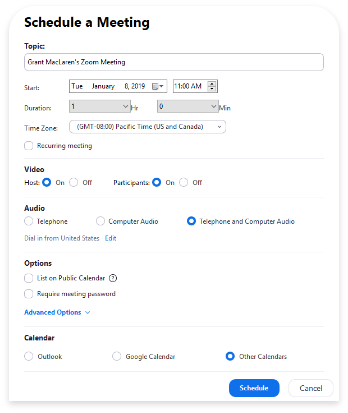 Schedule a Meeting
Topic:
Grant MacLaren's Zoom Meeting
Start: Tue January 8, 2019 11:00 AM
Duration: 1 Hr 0 Min
Time Zone: (GMT-08:00) Pacific Time (US and Canada)
Recurring meeting
Video
Host: On Off Participants: On Off
Audio
Telephone Computer Audio Telephone and Computer Audio
Dial in from United States Edit
Options
List on Public Calendar ?
Require meeting password
Advanced Options
Calendar
Outlook Google Calendar Other Calendars
Schedule Cancel